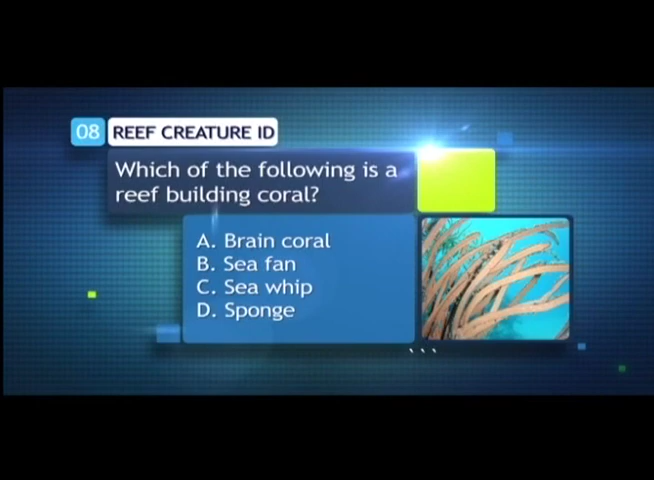 08 REEF CREATURE ID
Which of the following is a
reef building coral?
A. Brain coral
B. Sea fan
C. Sea whip
D. Sponge